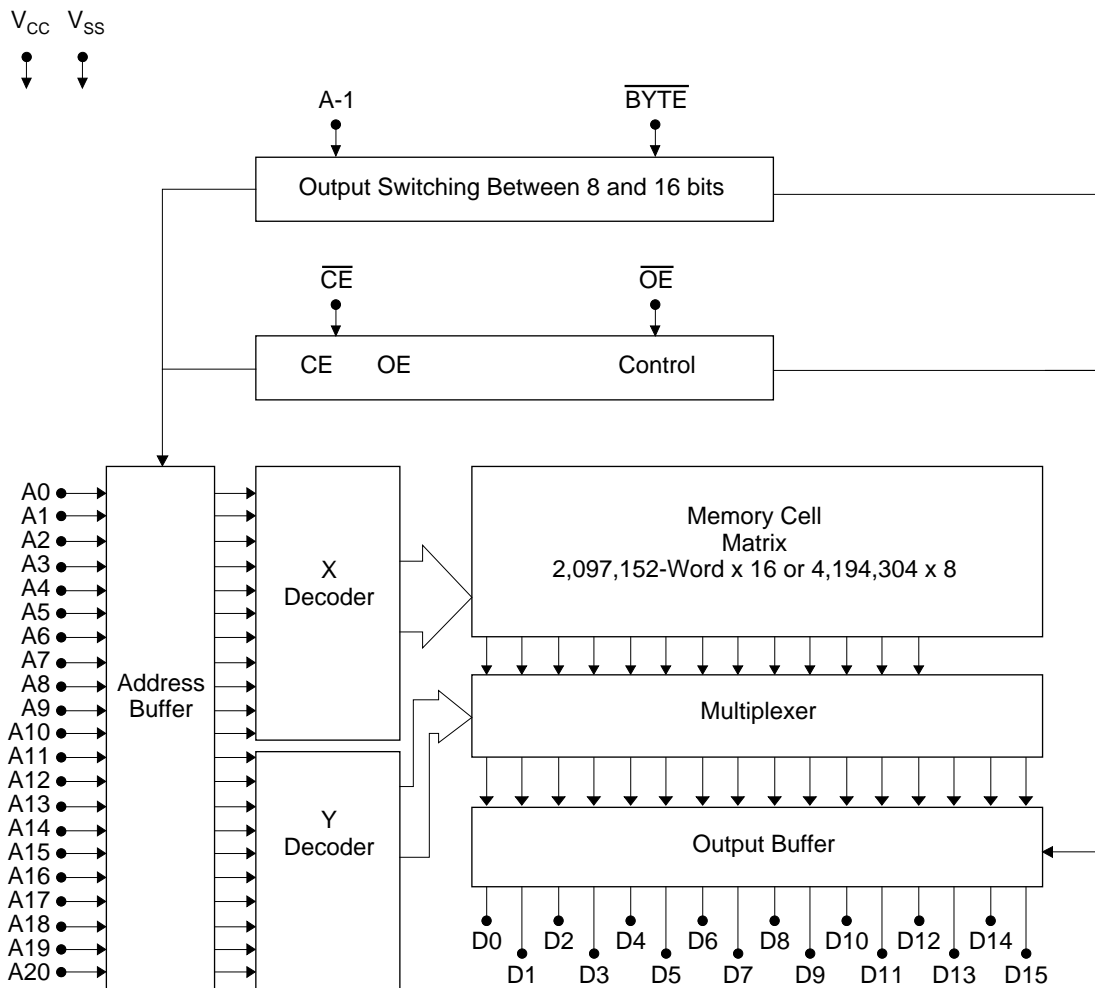 VCC VSS
A-1 BYTE
Output Switching Between 8 and 16 bits
CE OE
CE OE Control
A0
A1
A2
A3
A4
A5
A6
A7
A8
A9
A10
A11
A12
A13
A14
A15
A16
A17
A18
A19
A20
Address
Buffer
X
Decoder
Y
Decoder
Memory Cell
Matrix
2,097,152-Word x 16 or 4,194,304 x 8
Multiplexer
Output Buffer
D0 D2 D4 D6 D8 D10 D12 D14
D1 D3 D5 D7 D9 D11 D13 D15